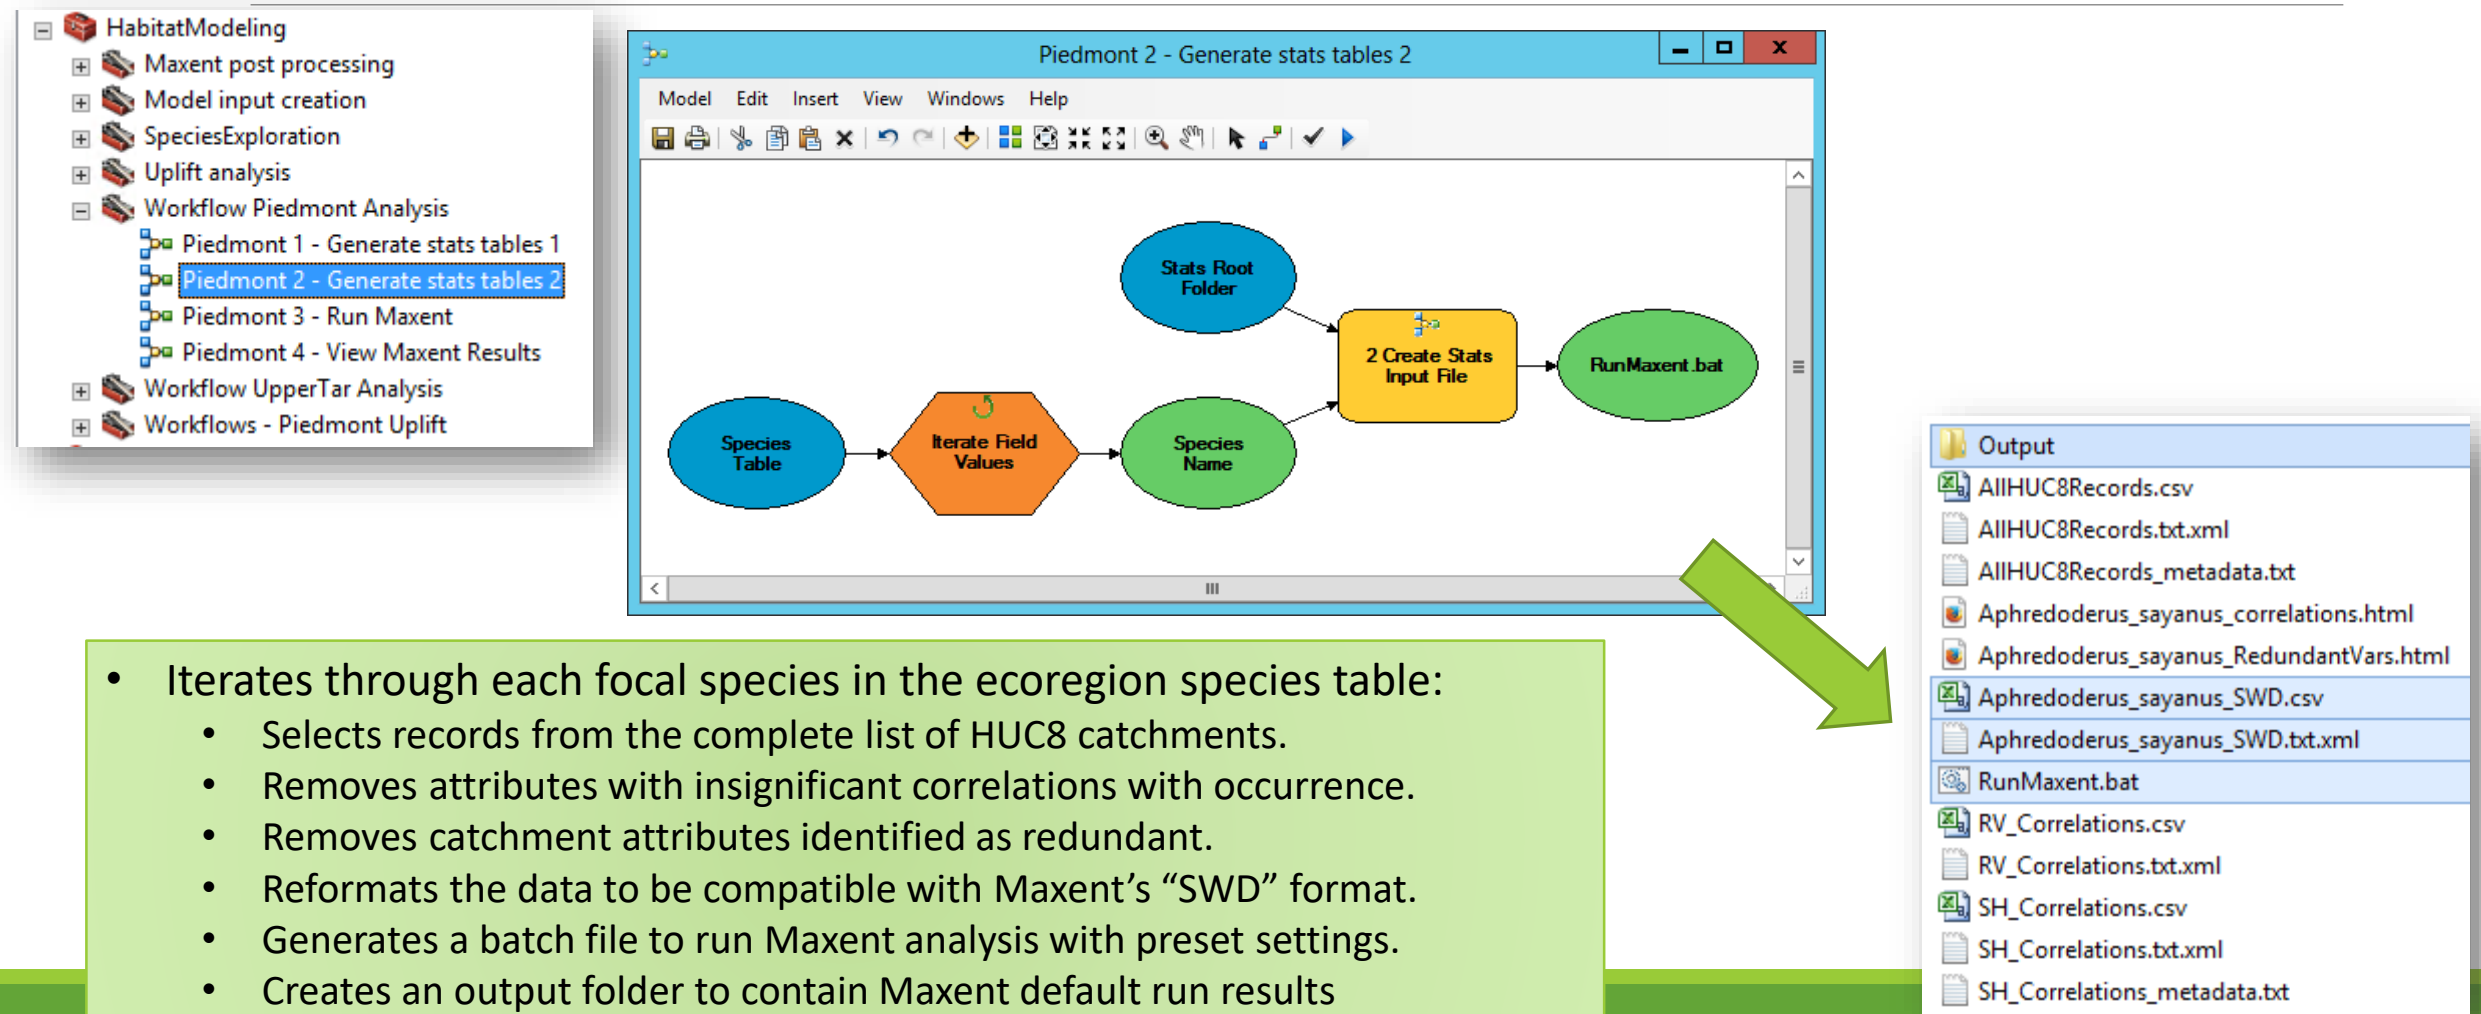 HabitatModeling
Maxent post processing
Model input creation
SpeciesExploration
Uplift analysis
Workflow Piedmont Analysis
Piedmont 1 - Generate stats tables 1
Piedmont 2 - Generate stats tables 2
Piedmont 3 - Run Maxent
Piedmont 4 - View Maxent Results
Workflow UpperTar Analysis
Workflows - Piedmont Uplift
Piedmont 2 - Generate stats tables 2
Model Edit Insert View Windows Help
Stats Root
Folder
2 Create Stats
Input File
RunMaxent.bat
Species
Table
Iterate Field
Values
Species
Name
Output
AllHUC8Records.csv
AllHUC8Records.txt.xml
AllHUC8Records_metadata.txt
Aphredoderus_sayanus_correlations.html
Aphredoderus_sayanus_RedundantVars.html
Aphredoderus_sayanus_SWD.csv
Aphredoderus_sayanus_SWD.txt.xml
RunMaxent.bat
RV_Correlations.csv
RV_Correlations.txt.xml
SH_Correlations.csv
SH_Correlations.txt.xml
SH_Correlations_metadata.txt
• Iterates through each focal species in the ecoregion species table:
• Selects records from the complete list of HUC8 catchments.
• Removes attributes with insignificant correlations with occurrence.
• Removes catchment attributes identified as redundant.
• Reformats the data to be compatible with Maxent’s “SWD” format.
• Generates a batch file to run Maxent analysis with preset settings.
• Creates an output folder to contain Maxent default run results